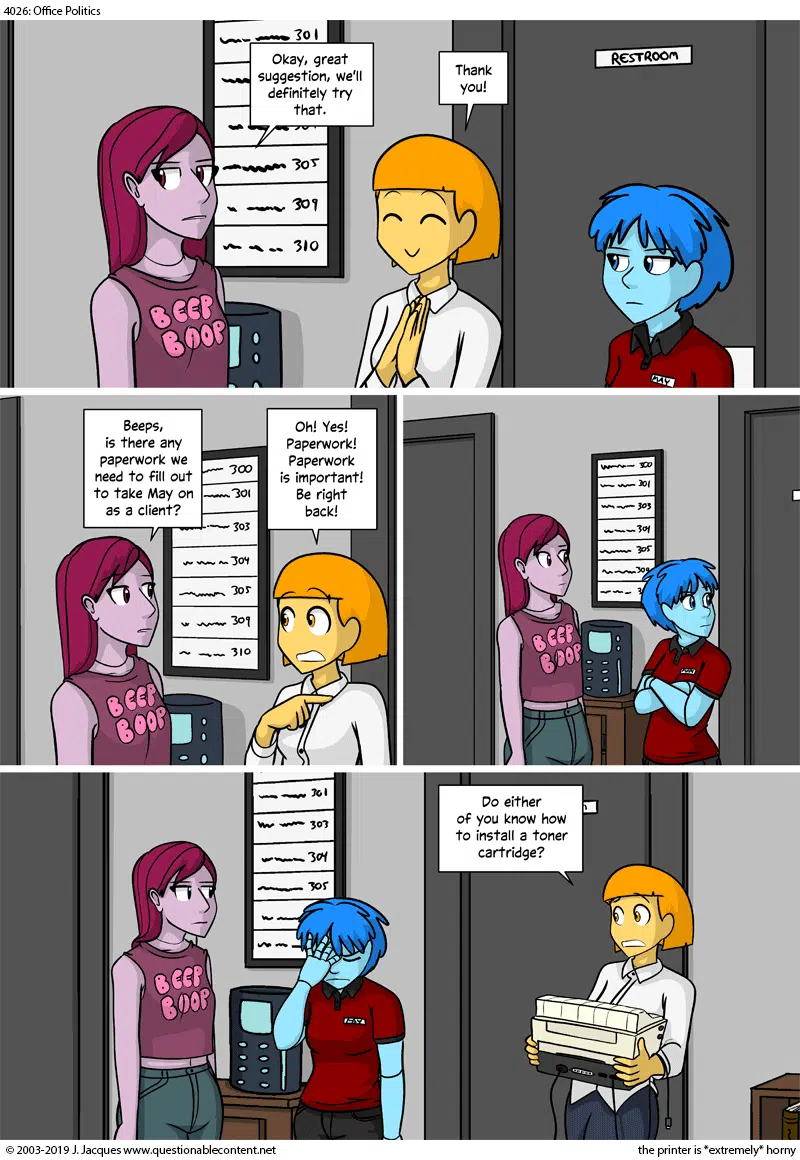 4026: Office Politics
301
Okay, great
suggestion, we'll
definitely try
that.
Thank
you!
RESTROOM
305
309
310
BEEP
BOOP
MAY
Beeps,
is there any
paperwork we
need to fill out
to take May on
as a client?
Oh! Yes!
Paperwork!
Paperwork
is important!
Be right
back!
300
301
303
304
305
309
310
BEEP
BOOP
300
301
303
304
305
BEEP
BOOP
MAY
301
303
304
305
Do either
of you know how
to install a toner
cartridge?
BEEP
BOOP
MAY
© 2003-2019 J. Jacques www.questionablecontent.net
the printer is *extremely* horny